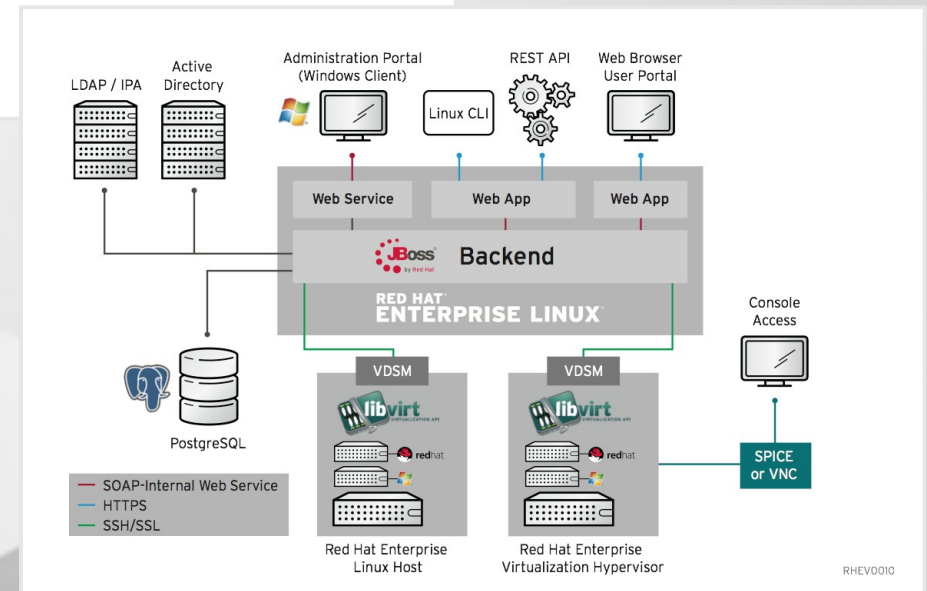 LDAP / IPA
Active
Directory
Administration Portal
(Windows Client)
Linux CLI
REST API
Web Browser
User Portal
Web Service
Web App
Web App
JBoss
by Red Hat
Backend
RED HAT
ENTERPRISE LINUX
Console
Access
VDSM
VDSM
libvirt
VIRTUALIZATION API
libvirt
VIRTUALIZATION API
redhat
redhat
PostgreSQL
SPICE
or VNC
SOAP-Internal Web Service
HTTPS
SSH/SSL
Red Hat Enterprise
Linux Host
Red Hat Enterprise
Virtualization Hypervisor
RHEV0010